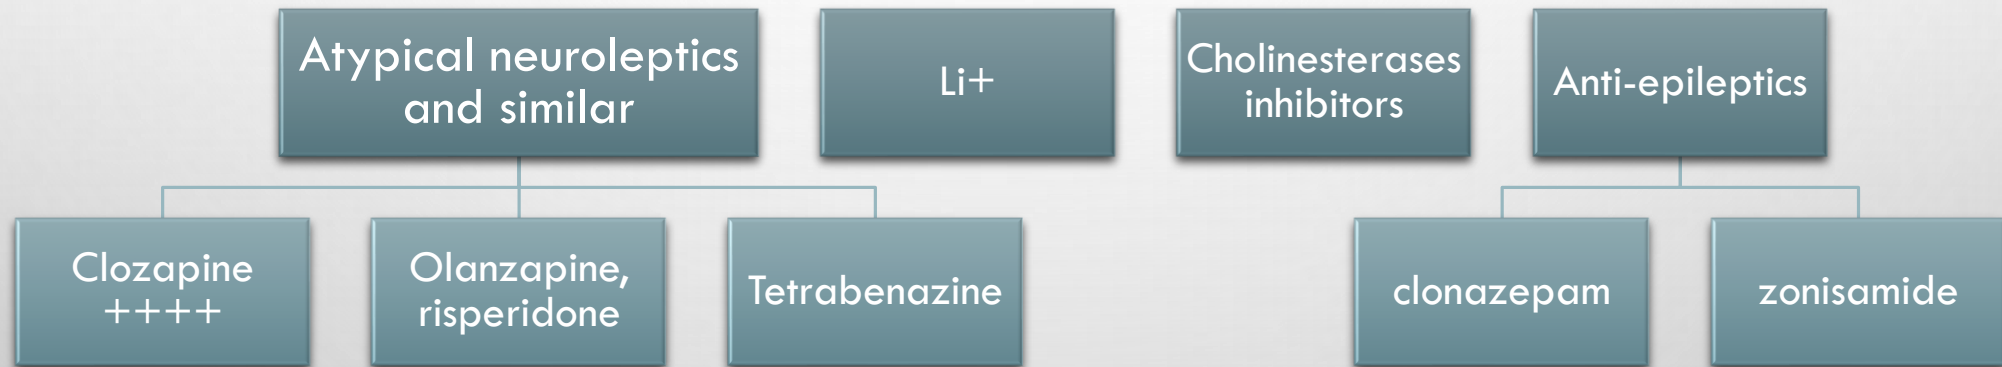 Atypical neuroleptics
and similar
Li+
Cholinesterases
inhibitors
Anti-epileptics
Clozapine
++++
Olanzapine,
risperidone
Tetrabenazine
clonazepam
zonisamide